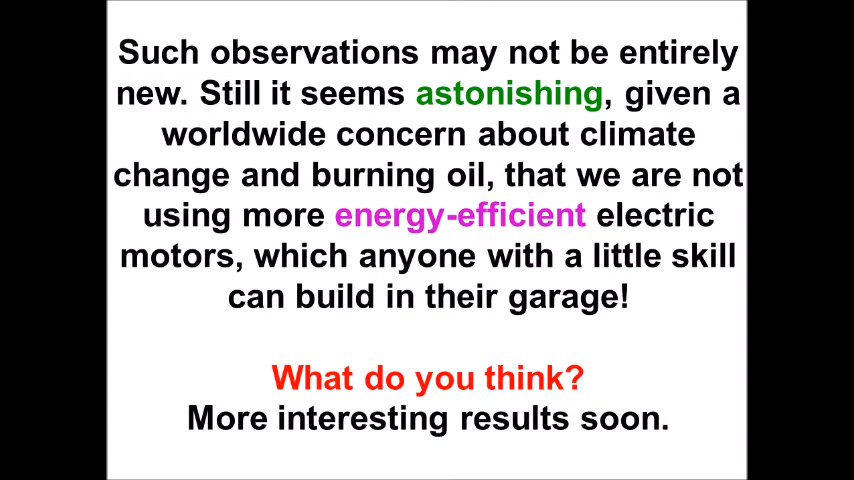 Such observations may not be entirely
new. Still it seems astonishing, given a
worldwide concern about climate
change and burning oil, that we are not
using more energy-efficient electric
motors, which anyone with a little skill
can build in their garage!
What do you think?
More interesting results soon.